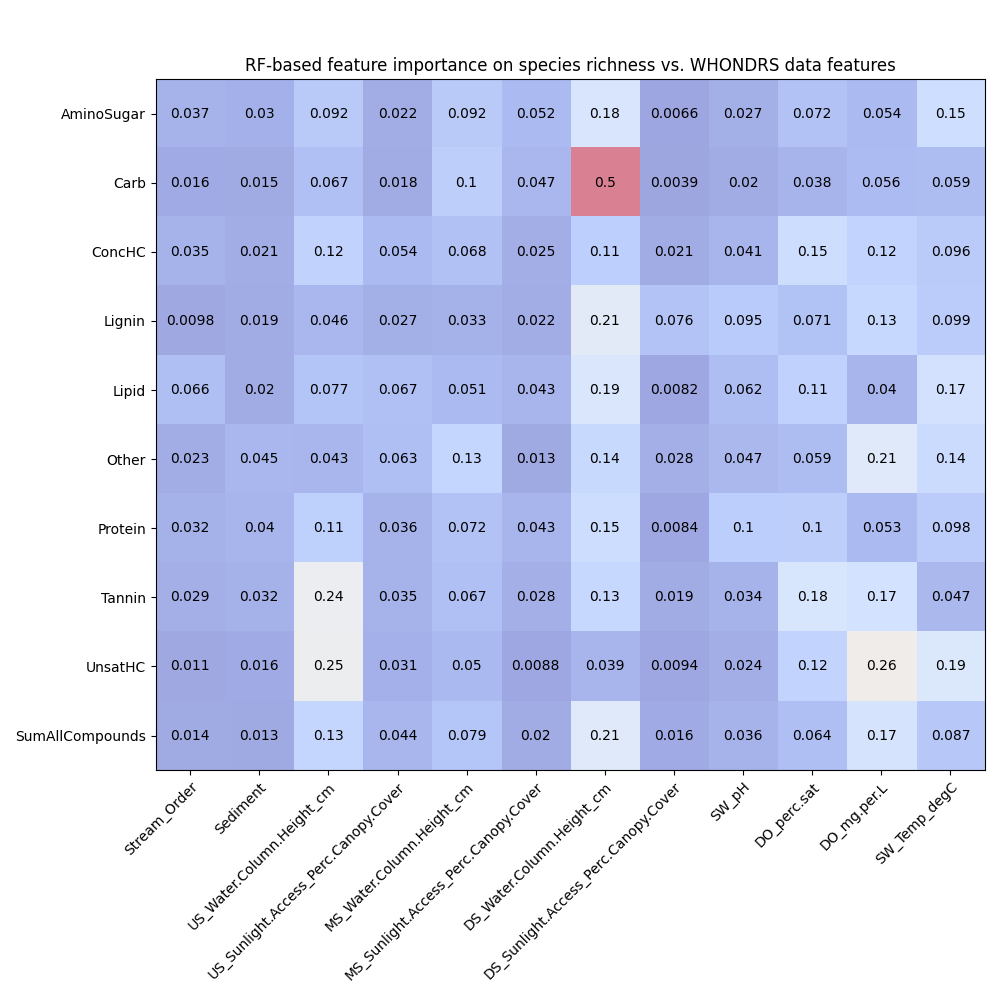 RF-based feature importance on species richness vs. WHONDRS data features
AminoSugar 0.037 0.03 0.092 0.022 0.092 0.052 0.18 0.0066 0.027 0.072 0.054 0.15
Carb 0.016 0.015 0.067 0.018 0.1 0.047 0.5 0.0039 0.02 0.038 0.056 0.059
ConcHC 0.035 0.021 0.12 0.054 0.068 0.025 0.11 0.021 0.041 0.15 0.12 0.096
Lignin 0.0098 0.019 0.046 0.027 0.033 0.022 0.21 0.076 0.095 0.071 0.13 0.099
Lipid 0.066 0.02 0.077 0.067 0.051 0.043 0.19 0.0082 0.062 0.11 0.04 0.17
Other 0.023 0.045 0.043 0.063 0.13 0.013 0.14 0.028 0.047 0.059 0.21 0.14
Protein 0.032 0.04 0.11 0.036 0.072 0.043 0.15 0.0084 0.1 0.1 0.053 0.098
Tannin 0.029 0.032 0.24 0.035 0.067 0.028 0.13 0.019 0.034 0.18 0.17 0.047
UnsatHC 0.011 0.016 0.25 0.031 0.05 0.0088 0.039 0.0094 0.024 0.12 0.26 0.19
SumAllCompounds 0.014 0.013 0.13 0.044 0.079 0.02 0.21 0.016 0.036 0.064 0.17 0.087
Stream_Order
Sediment
US_Water.Column.Height_cm
US_Sunlight.Access_Perc.Canopy.Cover
MS_Water.Column.Height_cm
MS_Sunlight.Access_Perc.Canopy.Cover
DS_Water.Column.Height_cm
DS_Sunlight.Access_Perc.Canopy.Cover
SW_pH
DO_perc.sat
DO_mg.per.L
SW_Temp_degC